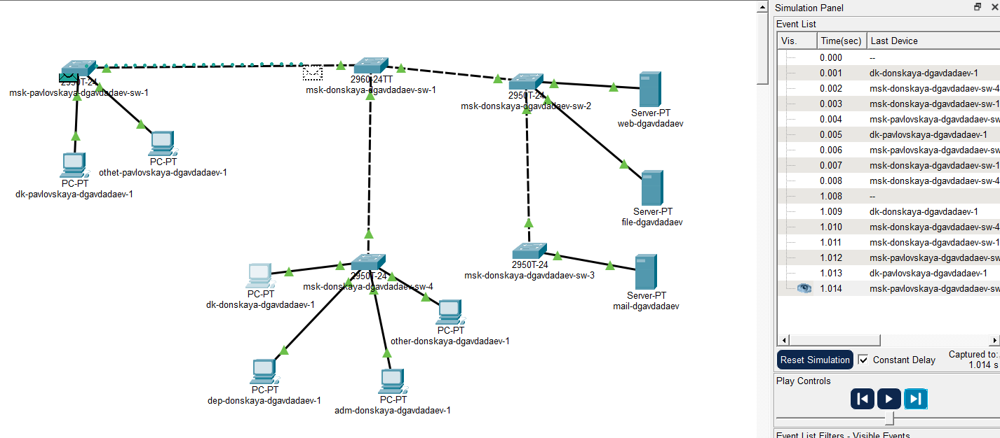 2950T-24
msk-pavlovskaya-dgavdadaev-sw-1
PC-PT
othet-pavlovskaya-dgavdadaev-1
PC-PT
dk-pavlovskaya-dgavdadaev-1
2960-24TT
msk-donskaya-dgavdadaev-sw-1
2950T-24
msk-donskaya-dgavdadaev-sw-2
Server-PT
web-dgavdadaev
Server-PT
file-dgavdadaev
2950T-24
msk-donskaya-dgavdadaev-sw-3
Server-PT
mail-dgavdadaev
2950T-24
msk-donskaya-dgavdadaev-sw-4
PC-PT
dk-donskaya-dgavdadaev-1
PC-PT
other-donskaya-dgavdadaev-1
PC-PT
dep-donskaya-dgavdadaev-1
PC-PT
adm-donskaya-dgavdadaev-1
Simulation Panel
Event List
Vis. Time(sec) Last Device
0.000 --
0.001 dk-donskaya-dgavdadaev-1
0.002 msk-donskaya-dgavdadaev-sw-4
0.003 msk-donskaya-dgavdadaev-sw-1
0.004 msk-pavlovskaya-dgavdadaev-sw
0.005 dk-pavlovskaya-dgavdadaev-1
0.006 msk-pavlovskaya-dgavdadaev-sw
0.007 msk-donskaya-dgavdadaev-sw-1
0.008 msk-donskaya-dgavdadaev-sw-4
1.008 --
1.009 dk-donskaya-dgavdadaev-1
1.010 msk-donskaya-dgavdadaev-sw-4
1.011 msk-donskaya-dgavdadaev-sw-1
1.012 msk-pavlovskaya-dgavdadaev-sw
1.013 dk-pavlovskaya-dgavdadaev-1
1.014 msk-pavlovskaya-dgavdadaev-sw
Reset Simulation Constant Delay Captured to:
1.014 s
Play Controls
Event List Filters - Visible Events